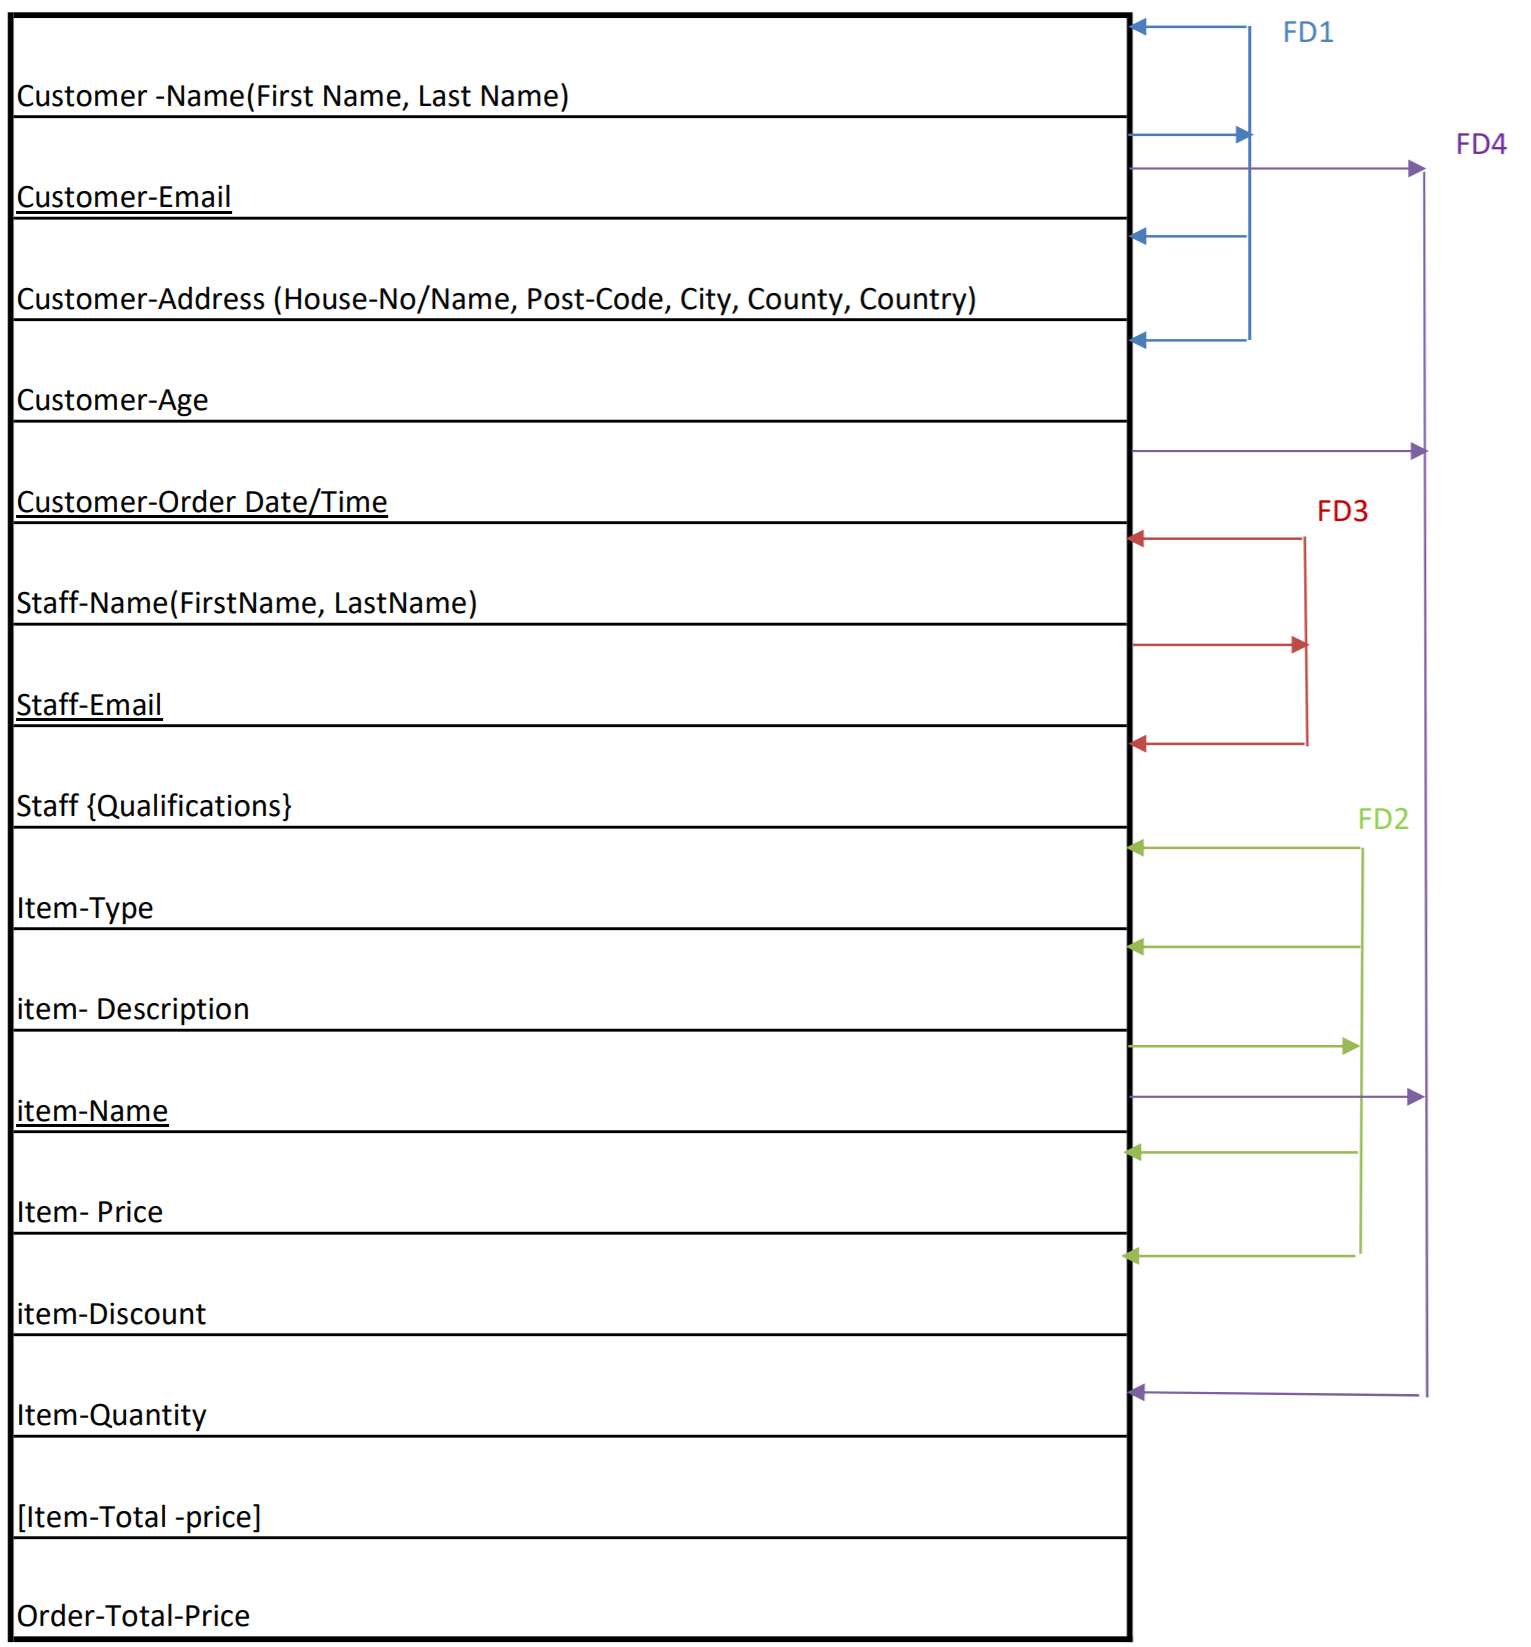 FD1
Customer -Name(First Name, Last Name)
FD4
Customer-Email
Customer-Address (House-No/Name, Post-Code, City, County, Country)
Customer-Age
Customer-Order Date/Time
FD3
Staff-Name(FirstName, LastName)
Staff-Email
Staff {Qualifications}
FD2
Item-Type
item- Description
item-Name
Item- Price
item-Discount
Item-Quantity
[Item-Total -price]
Order-Total-Price